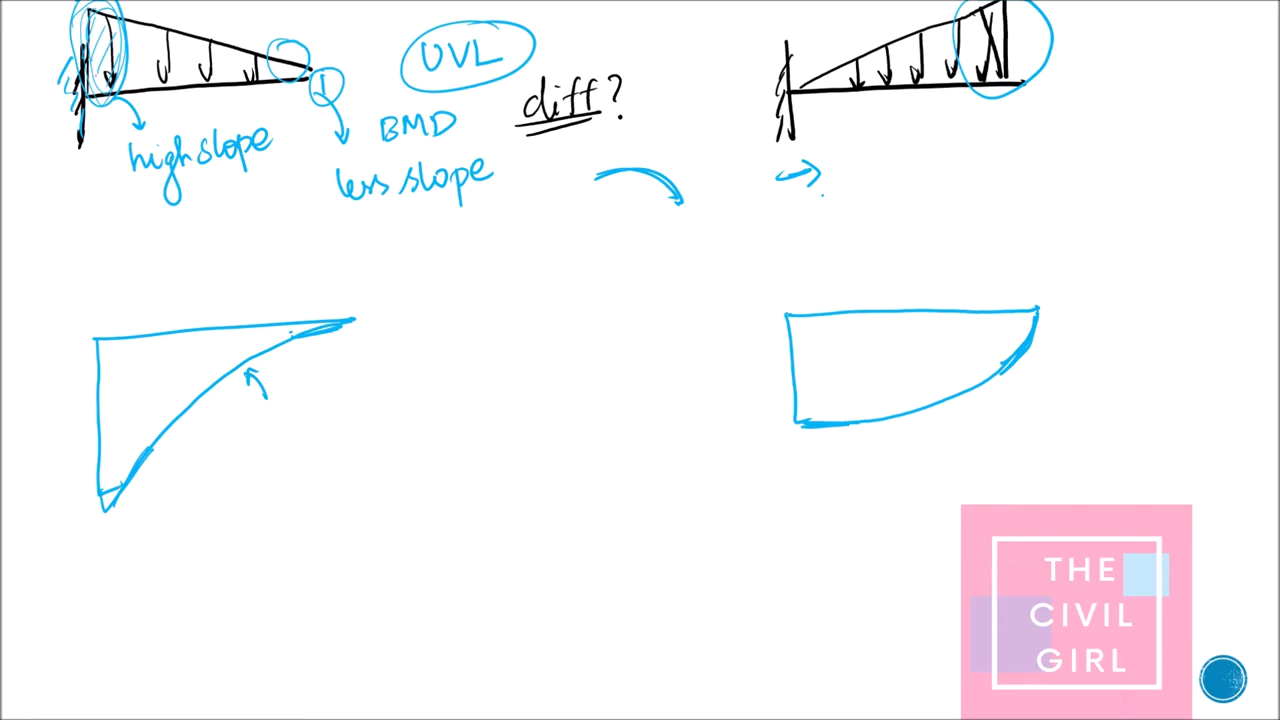 UVL
diff?
BMD
high slope
less slope
THE
CIVIL
GIRL